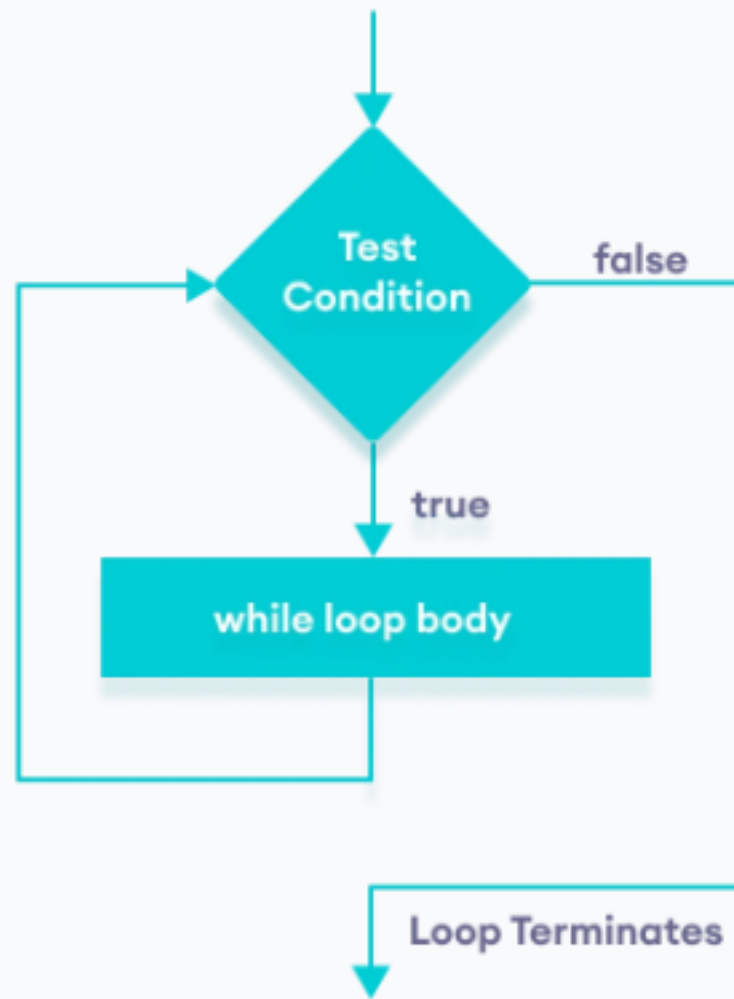 Test
Condition
false
true
while loop body
Loop Terminates